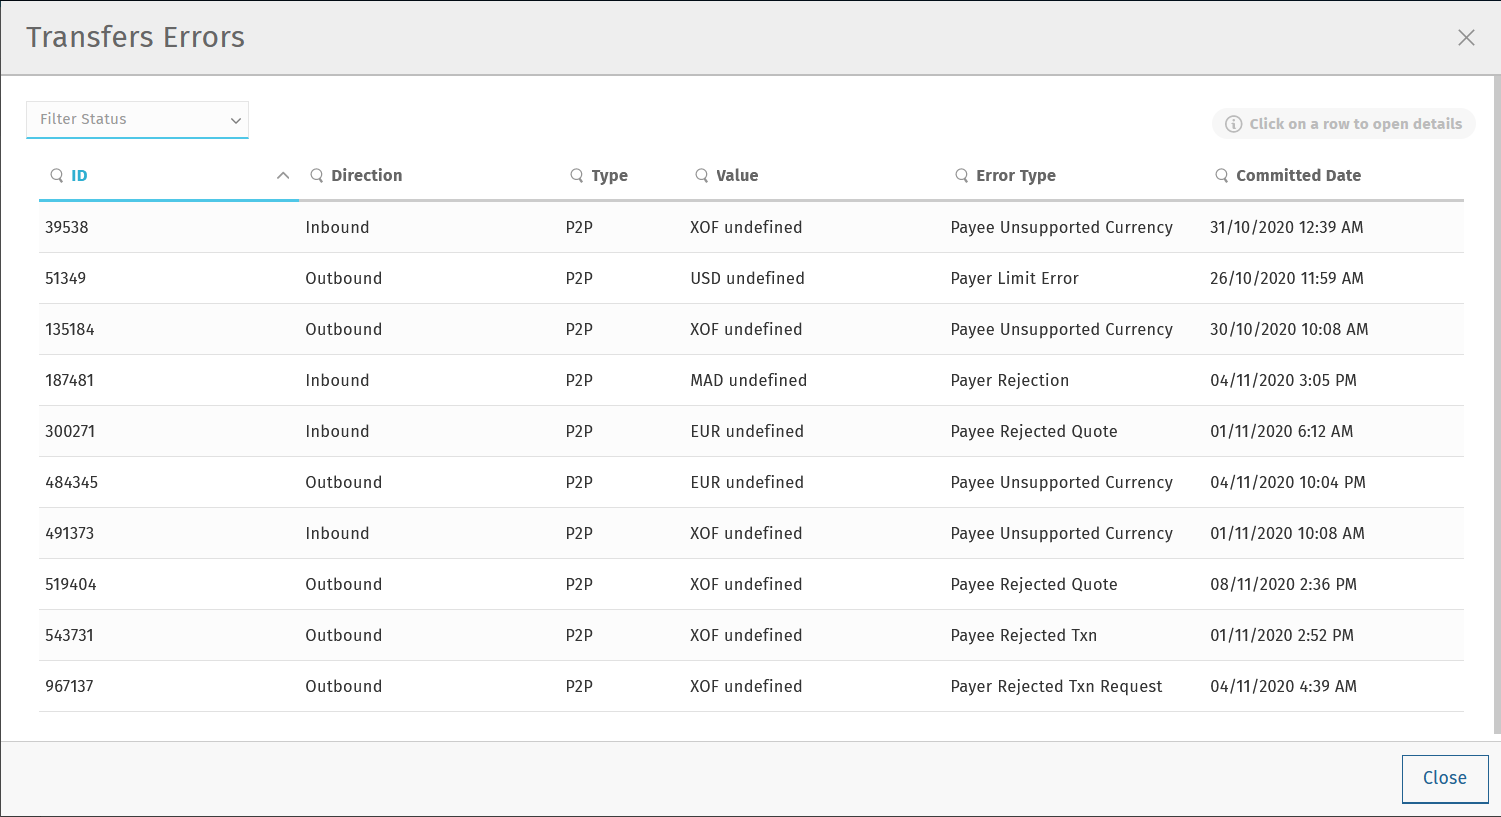 Transfers Errors
Filter Status
Click on a row to open details
ID Direction Type Value Error Type Committed Date
39538 Inbound P2P XOF undefined Payee Unsupported Currency 31/10/2020 12:39 AM
51349 Outbound P2P USD undefined Payer Limit Error 26/10/2020 11:59 AM
135184 Outbound P2P XOF undefined Payee Unsupported Currency 30/10/2020 10:08 AM
187481 Inbound P2P MAD undefined Payer Rejection 04/11/2020 3:05 PM
300271 Inbound P2P EUR undefined Payee Rejected Quote 01/11/2020 6:12 AM
484345 Outbound P2P EUR undefined Payee Unsupported Currency 04/11/2020 10:04 PM
491373 Inbound P2P XOF undefined Payee Unsupported Currency 01/11/2020 10:08 AM
519404 Outbound P2P XOF undefined Payee Rejected Quote 08/11/2020 2:36 PM
543731 Outbound P2P XOF undefined Payee Rejected Txn 01/11/2020 2:52 PM
967137 Outbound P2P XOF undefined Payer Rejected Txn Request 04/11/2020 4:39 AM
Close